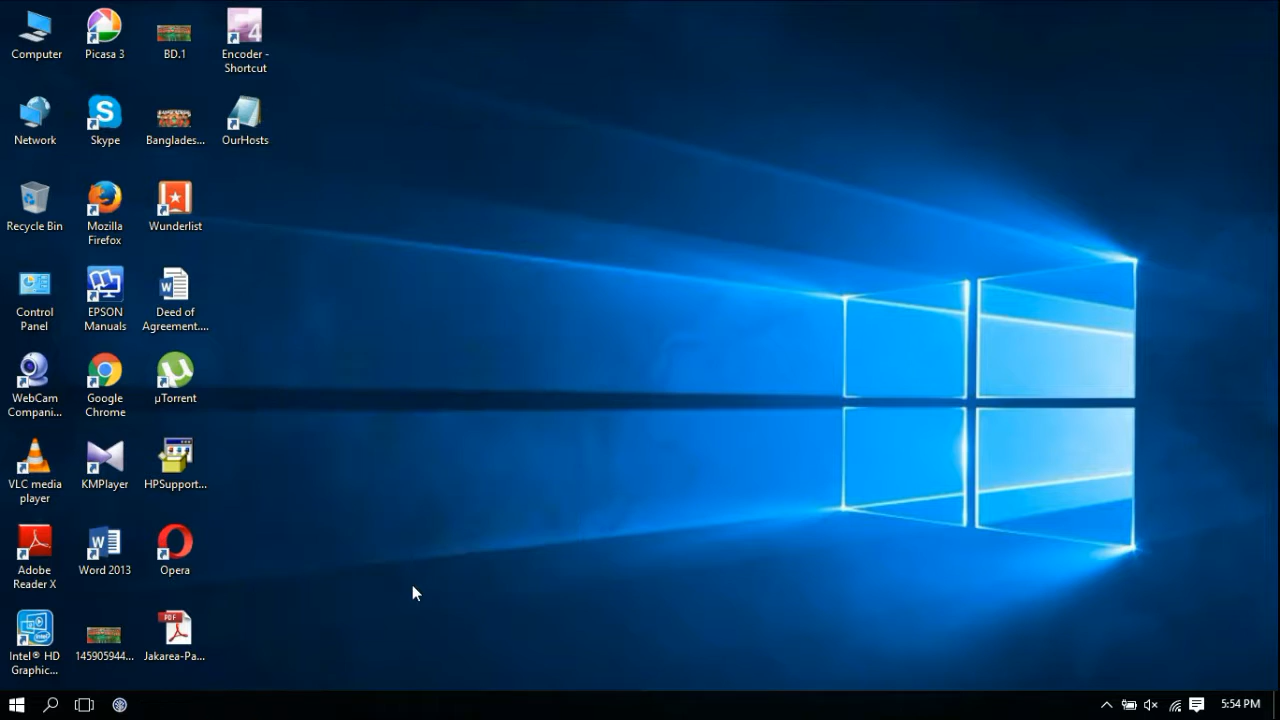 Computer
Picasa 3
BD.1
Encoder -
Shortcut
Network
Skype
Banglades...
OurHosts
Recycle Bin
Mozilla
Firefox
Wunderlist
Control
Panel
EPSON
Manuals
Deed of
Agreement....
WebCam
Compani...
Google
Chrome
µTorrent
VLC media
player
KMPlayer
HPSupport...
Adobe
Reader X
Word 2013
Opera
Intel® HD
Graphic...
145905944...
Jakarea-Pa...
5:54 PM